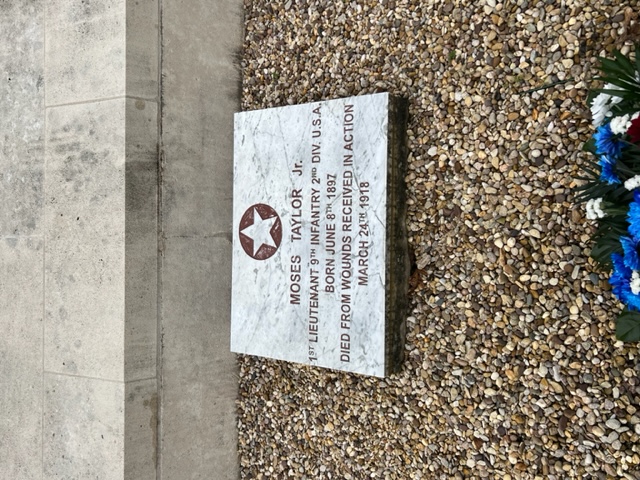 MOSES TAYLOR Jr.
1ST LIEUTENANT 9TH INFANTRY 2ND DIV. U.S.A.
BORN JUNE 8TH 1897
DIED FROM WOUNDS RECEIVED IN ACTION
MARCH 24TH 1918